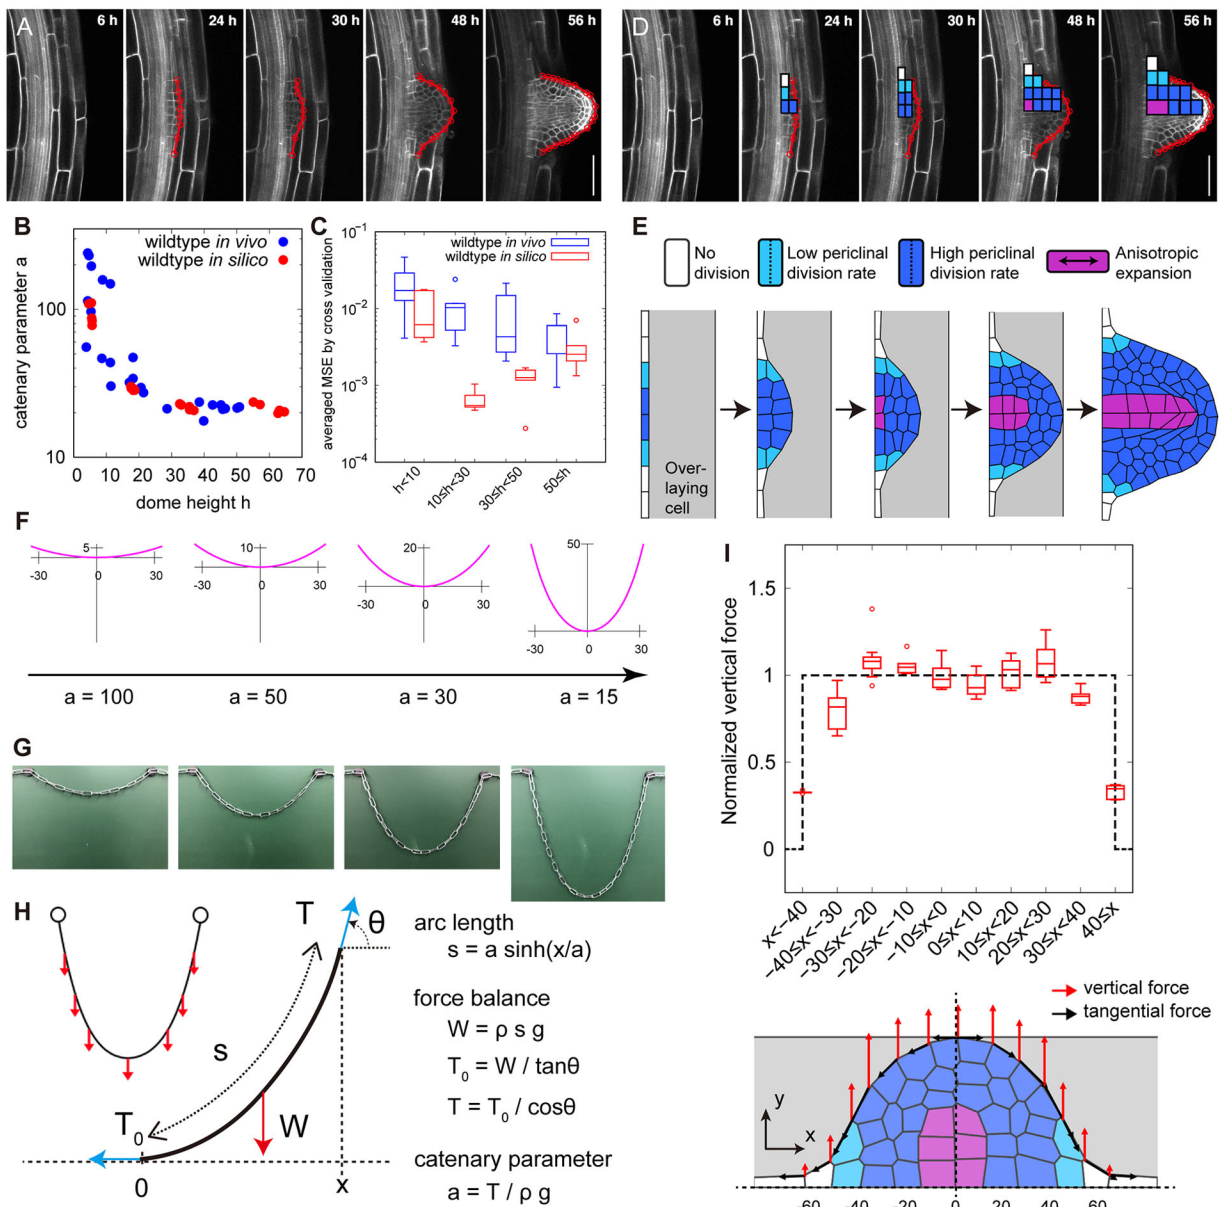 A
6 h
24 h
30 h
48 h
56 h
D
6 h
24 h
30 h
48 h
56 h
B
catenary parameter a
100
10
wildtype in vivo
wildtype in silico
0 10 20 30 40 50 60 70
dome height h
C
averaged MSE by cross validation
10⁻¹
10⁻²
10⁻³
10⁻⁴
wildtype in vivo
wildtype in silico
h<10
10≤h<30
30≤h<50
50≤h
E
No division
Low periclinal division rate
High periclinal division rate
Anisotropic expansion
Over-
laying
cell
F
5
-30 0 30
10
-30 0 30
20
-30 0 30
50
-30 0 30
a = 100
a = 50
a = 30
a = 15
G
H
T
θ
s
T₀
W
0
x
arc length
s = a sinh(x/a)
force balance
W = ρ s g
T₀ = W / tanθ
T = T₀ / cosθ
catenary parameter
a = T / ρ g
I
Normalized vertical force
1.5
1
0.5
0
x<-40
-40≤x<-30
-30≤x<-20
-20≤x<-10
-10≤x<0
0≤x<10
10≤x<20
20≤x<30
30≤x<40
40≤x
vertical force
tangential force
y
x
-60 -40 -20 0 20 40 60